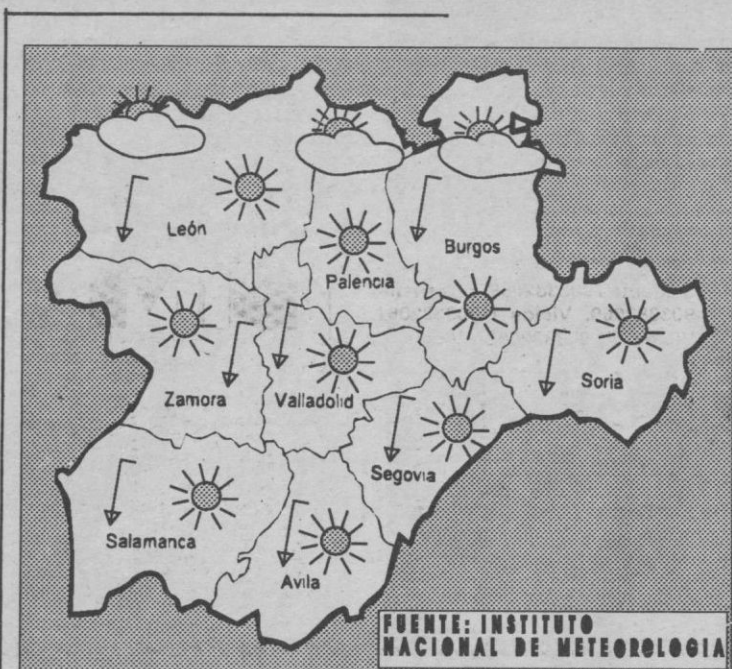 León
Burgos
Palencia
Zamora
Valladolid
Soria
Segovia
Salamanca
Avila
FUENTE: INSTITUTO
NACIONAL DE METEOROLOGIA